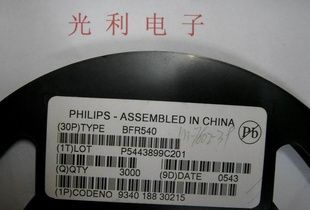 光利电子
PHILIPS - ASSEMBLED IN CHINA
(30P)TYPE BFR540
(1T)LOT P5443899C201
(Q)QTY 3000 (9D)DATE 0543
(1P)CODENO 9340 188 30215
Pb